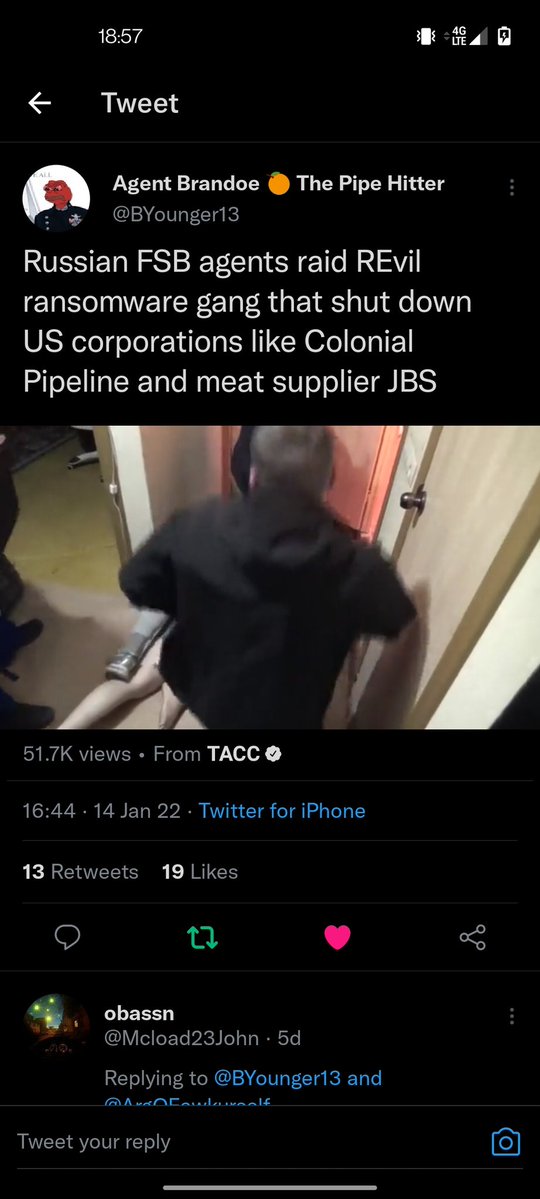 18:57
4G
LTE
Tweet
Agent Brandoe 🍊 The Pipe Hitter
@BYounger13
Russian FSB agents raid REvil
ransomware gang that shut down
US corporations like Colonial
Pipeline and meat supplier JBS
51.7K views • From TACC
16:44 · 14 Jan 22 · Twitter for iPhone
13 Retweets 19 Likes
obassn
@Mcload23John · 5d
Replying to @BYounger13 and
Tweet your reply